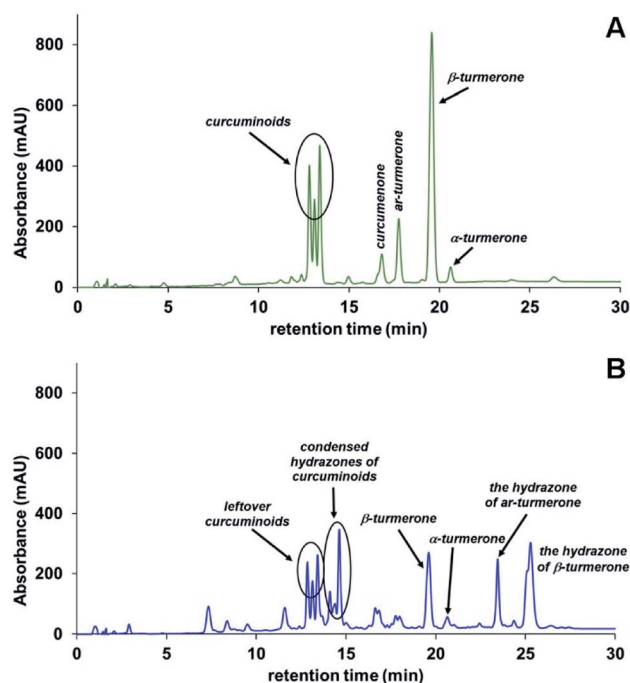 A
800
600
400
200
0
Absorbance (mAU)
curcuminoids
curcumenone
ar-turmerone
β-turmerone
α-turmerone
0 5 10 15 20 25 30
retention time (min)
B
800
600
400
200
0
Absorbance (mAU)
condensed
hydrazones of
curcuminoids
leftover
curcuminoids
β-turmerone
α-turmerone
the hydrazone
of ar-turmerone
the hydrazone
of β-turmerone
0 5 10 15 20 25 30
retention time (min)